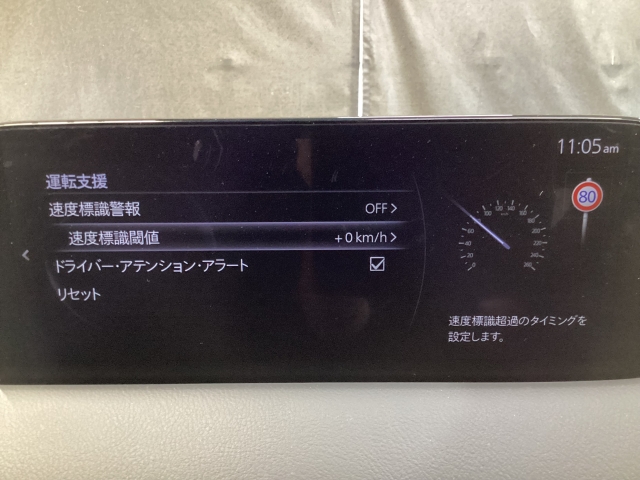 11:05 am
運転支援
速度標識警報 OFF >
速度標識閾値 +0 km/h >
ドライバー・アテンション・アラート
リセット
80
速度標識超過のタイミングを
設定します。